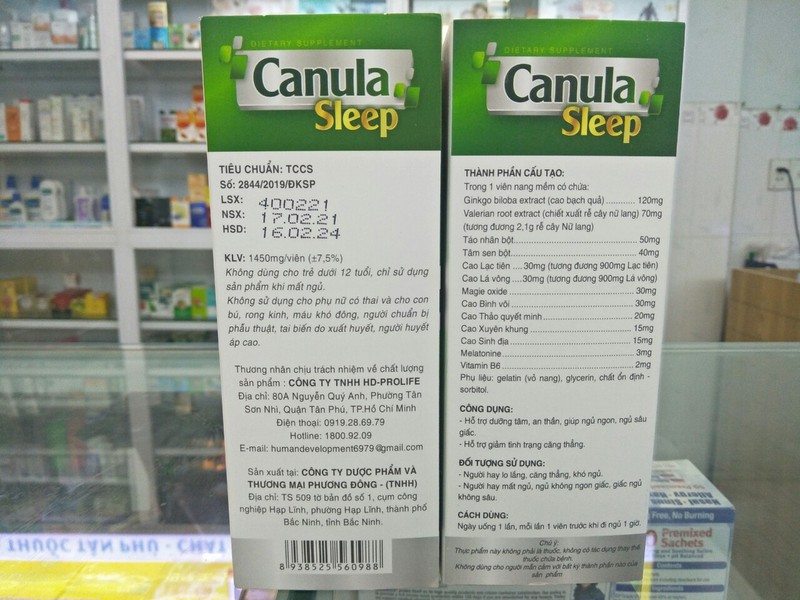 DIETARY SUPPLEMENT
Canula
Sleep
TIÊU CHUẨN: TCCS
Số: 2844/2019/ĐKSP
LSX: 400221
NSX: 17.02.21
HSD: 16.02.24
KLV: 1450mg/viên (±7,5%)
Không dùng cho trẻ dưới 12 tuổi, chỉ sử dụng
sản phẩm khi mất ngủ.
Không sử dụng cho phụ nữ có thai và cho con
bú, rong kinh, máu khó đông, người chuẩn bị
phẫu thuật, tai biến do xuất huyết, người huyết
áp cao.
Thương nhân chịu trách nhiệm về chất lượng
sản phẩm : CÔNG TY TNHH HD-PROLIFE
Địa chỉ: 80A Nguyễn Quý Anh, Phường Tân
Sơn Nhì, Quận Tân Phú, TP.Hồ Chí Minh
Điện thoại: 0919.28.69.79
Hotline: 1800.92.09
E-mail: humandevelopment6979@gmail.com
Sản xuất tại: CÔNG TY DƯỢC PHẨM VÀ
THƯƠNG MẠI PHƯƠNG ĐÔNG - (TNHH)
Địa chỉ: TS 509 tờ bản đồ số 1, cụm công
nghiệp Hạp Lĩnh, phường Hạp Lĩnh, thành phố
Bắc Ninh, tỉnh Bắc Ninh.
8 938525 560988
DIETARY SUPPLEMENT
Canula
Sleep
THÀNH PHẦN CẤU TẠO:
Trong 1 viên nang mềm có chứa:
Ginkgo biloba extract (cao bạch quả) ............ 120mg
Valerian root extract (chiết xuất rễ cây nữ lang) 70mg
(tương đương 2,1g rễ cây Nữ lang)
Táo nhân bột.................................... 50mg
Tâm sen bột..................................... 40mg
Cao Lạc tiên ....30mg (tương đương 900mg Lạc tiên)
Cao Lá vông ....30mg (tương đương 900mg Lá vông)
Magie oxide .................................... 30mg
Cao Bình vôi ................................... 30mg
Cao Thảo quyết minh ............................ 20mg
Cao Xuyên khung ................................ 15mg
Cao Sinh địa ................................... 15mg
Melatonine...................................... 3mg
Vitamin B6 ..................................... 2mg
Phụ liệu: gelatin (vỏ nang), glycerin, chất ổn định -
sorbitol.
CÔNG DỤNG:
- Hỗ trợ dưỡng tâm, an thần, giúp ngủ ngon, ngủ sâu
giấc.
- Hỗ trợ giảm tình trạng căng thẳng.
ĐỐI TƯỢNG SỬ DỤNG:
- Người hay lo lắng, căng thẳng, khó ngủ.
- Người hay mất ngủ, ngủ không ngon giấc, giấc ngủ
không sâu.
CÁCH DÙNG:
Ngày uống 1 lần, mỗi lần 1 viên trước khi đi ngủ 1 giờ.
Chú ý:
Thực phẩm này không phải là thuốc, không có tác dụng thay thế
thuốc chữa bệnh.
Không dùng cho người mẫn cảm với bất kỳ thành phần nào của
sản phẩm
THUỐC TÂN PHÚ - CHẤT
Free, No Burning
Premixed
Sachets
Contents